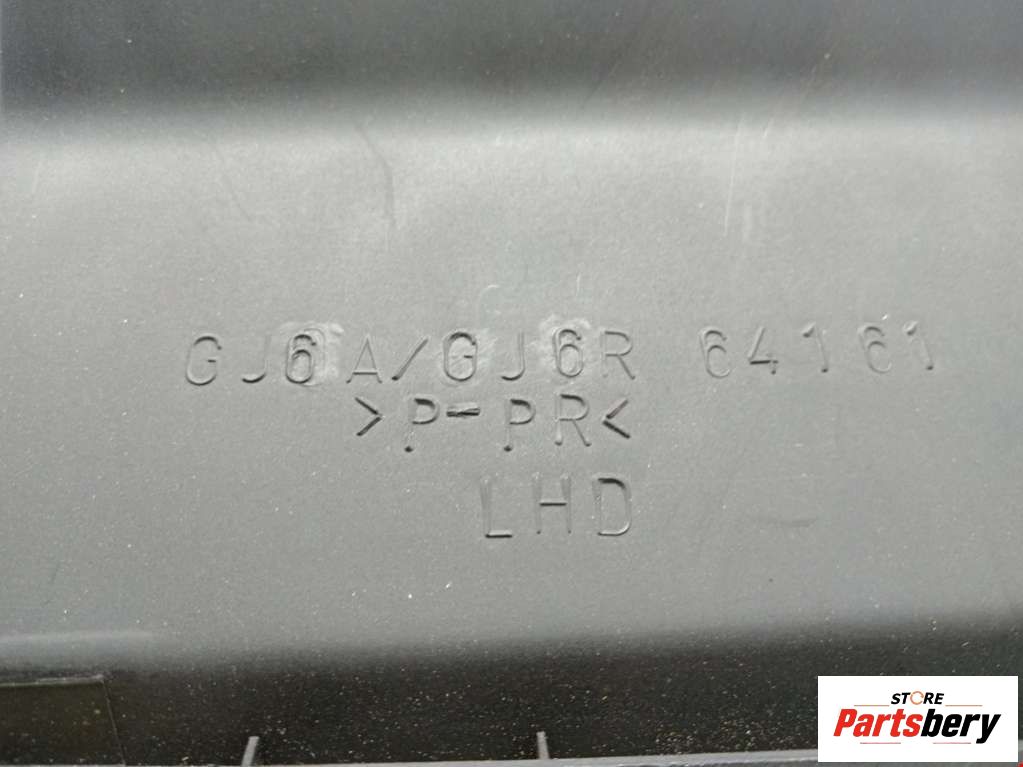 GJ6A/GJ6R 64161
>P-PR<
LHD
STORE
Partsbery